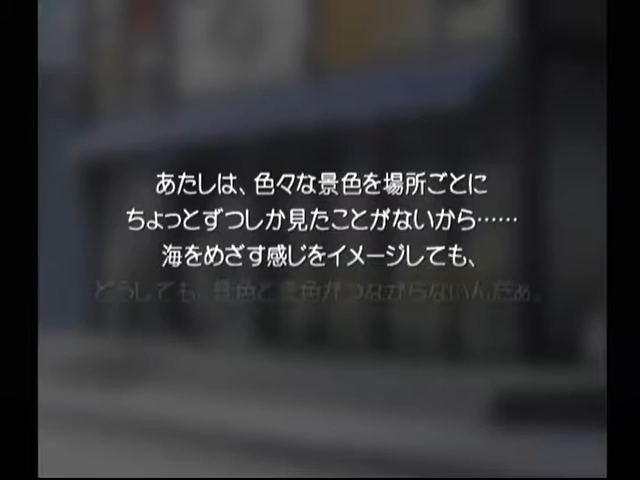 あたしは、色々な景色を場所ごとに
ちょっとずつしか見たことがないから……
海をめざす感じをイメージしても、
どうしても、景色と景色がつながらないんだぁ。